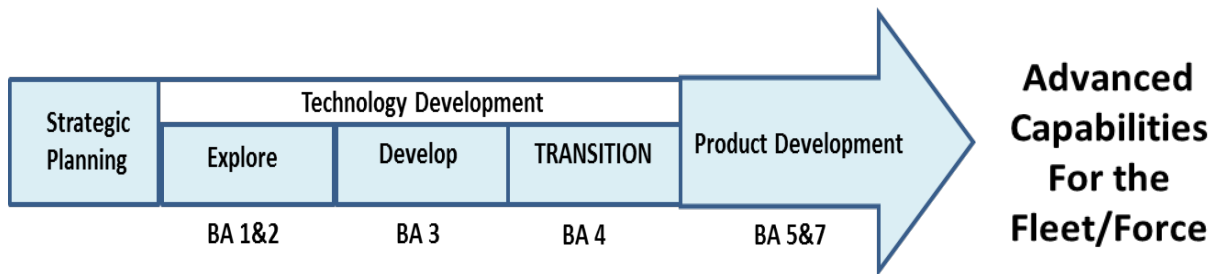 Technology Development
Strategic
Planning
Explore
Develop
TRANSITION
Product Development
BA 1&2
BA 3
BA 4
BA 5&7
Advanced
Capabilities
For the
Fleet/Force